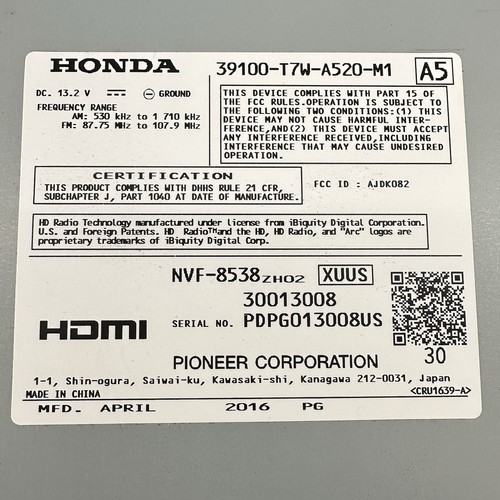 HONDA 39100-T7W-A520-M1 A5
DC. 13.2 V ⎓ ⊖ GROUND
FREQUENCY RANGE
AM: 530 kHz to 1 710 kHz
FM: 87.75 MHz to 107.9 MHz
THIS DEVICE COMPLIES WITH PART 15 OF
THE FCC RULES.OPERATION IS SUBJECT TO
THE FOLLOWING TWO CONDITIONS:(1) THIS
DEVICE MAY NOT CAUSE HARMFUL INTER-
FERENCE,AND(2) THIS DEVICE MUST ACCEPT
ANY INTERFERENCE RECEIVED,INCLUDING
INTERFERENCE THAT MAY CAUSE UNDESIRED
OPERATION.
CERTIFICATION
THIS PRODUCT COMPLIES WITH DHHS RULE 21 CFR,
SUBCHAPTER J, PART 1040 AT DATE OF MANUFACTURE.
FCC ID : AJDK082
HD Radio Technology manufactured under license from iBiquity Digital Corporation.
U.S. and Foreign Patents. HD Radio™and the HD, HD Radio, and "Arc" logos are
proprietary trademarks of iBiquity Digital Corporation.
NVF-8538ZH02 XUUS
30013008
HDMI SERIAL NO. PDPG013008US
30
PIONEER CORPORATION
1-1, Shin-ogura, Saiwai-ku, Kawasaki-shi, Kanagawa 212-0031, Japan
MADE IN CHINA <CRU1639-A>
MFD. APRIL 2016 PG